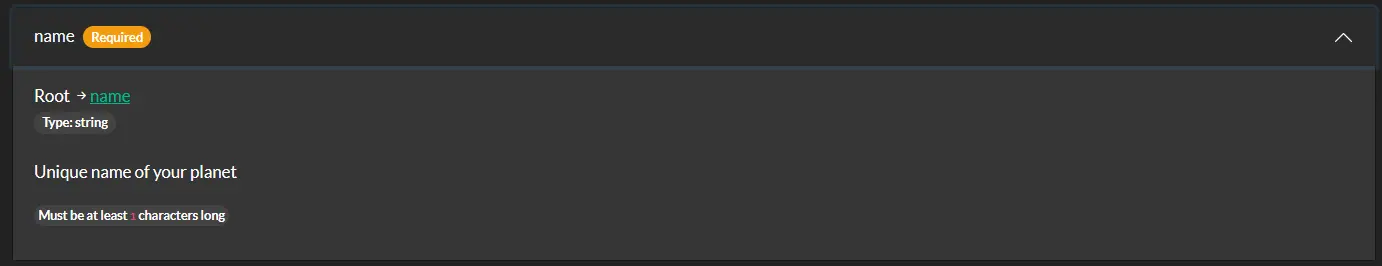 name Required
Root → name
Type: string
Unique name of your planet
Must be at least 1 characters long